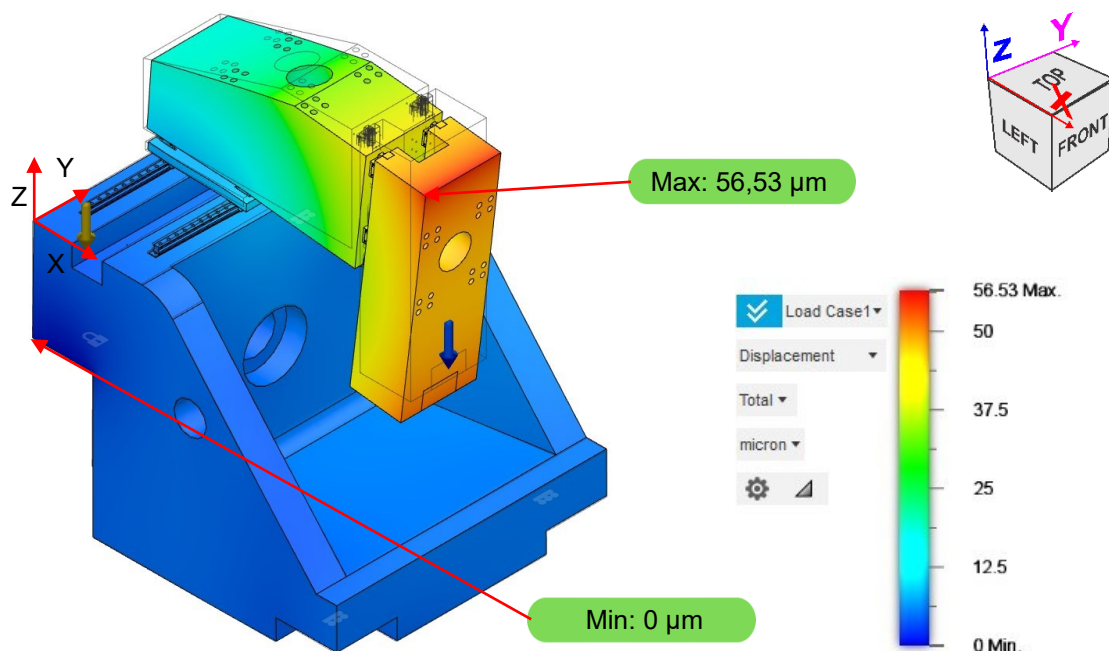 Z
Y
X
TOP
LEFT
FRONT
Y
Z
X
Max: 56,53 µm
Load Case1
Displacement
Total
micron
56.53 Max.
50
37.5
25
12.5
0 Min.
Min: 0 µm